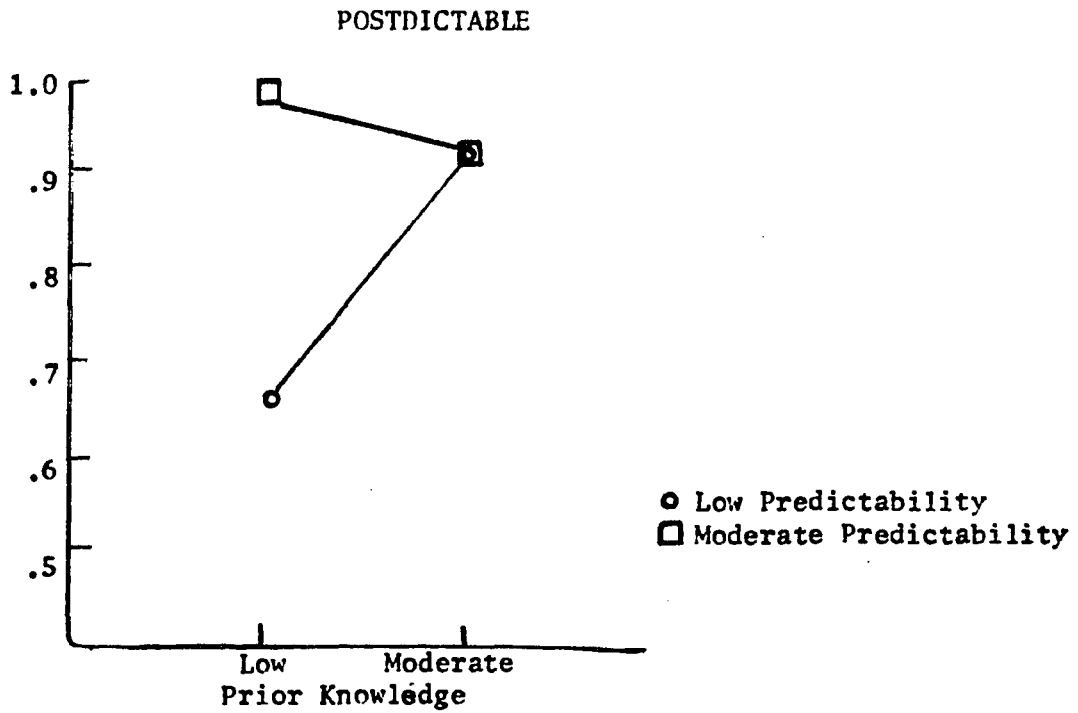 POSTDICTABLE
1.0
.9
.8
.7
.6
.5
Low Predictability
Moderate Predictability
Low Moderate
Prior Knowledge